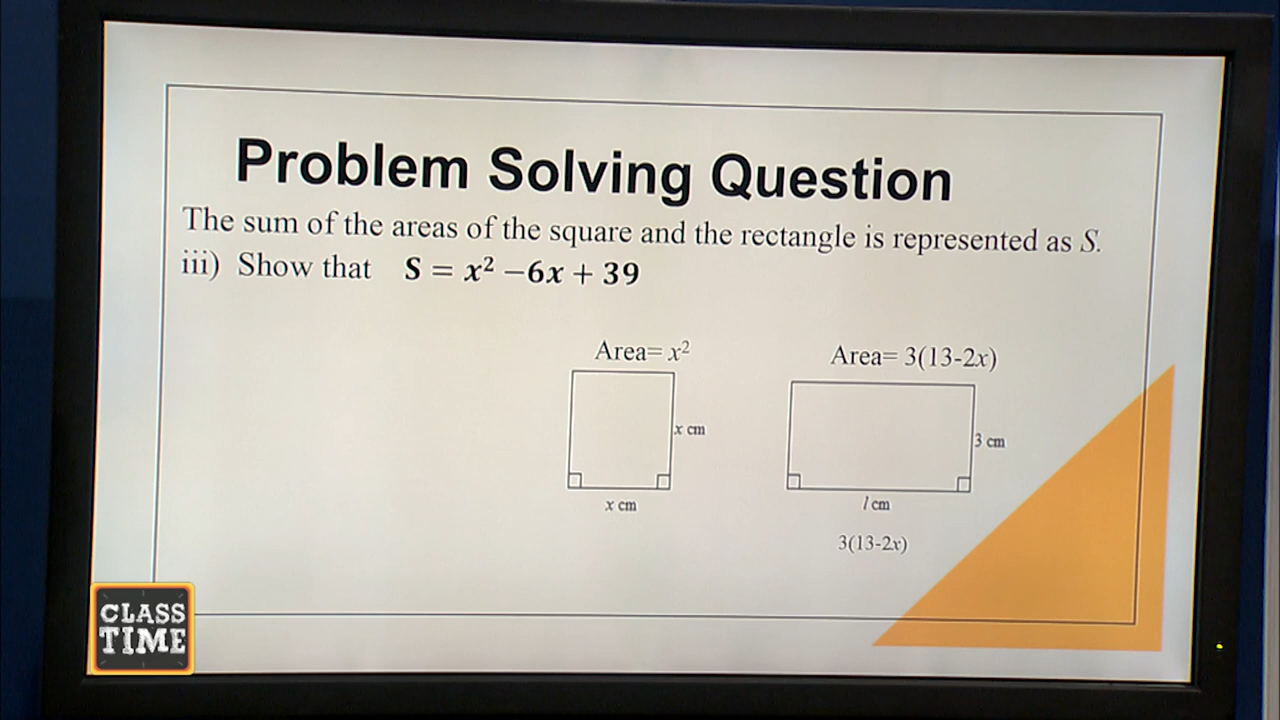 Problem Solving Question
The sum of the areas of the square and the rectangle is represented as S.
iii) Show that S = x² −6x + 39
Area= x²
Area= 3(13-2x)
x cm
3 cm
x cm
l cm
3(13-2x)
CLASS
TIME